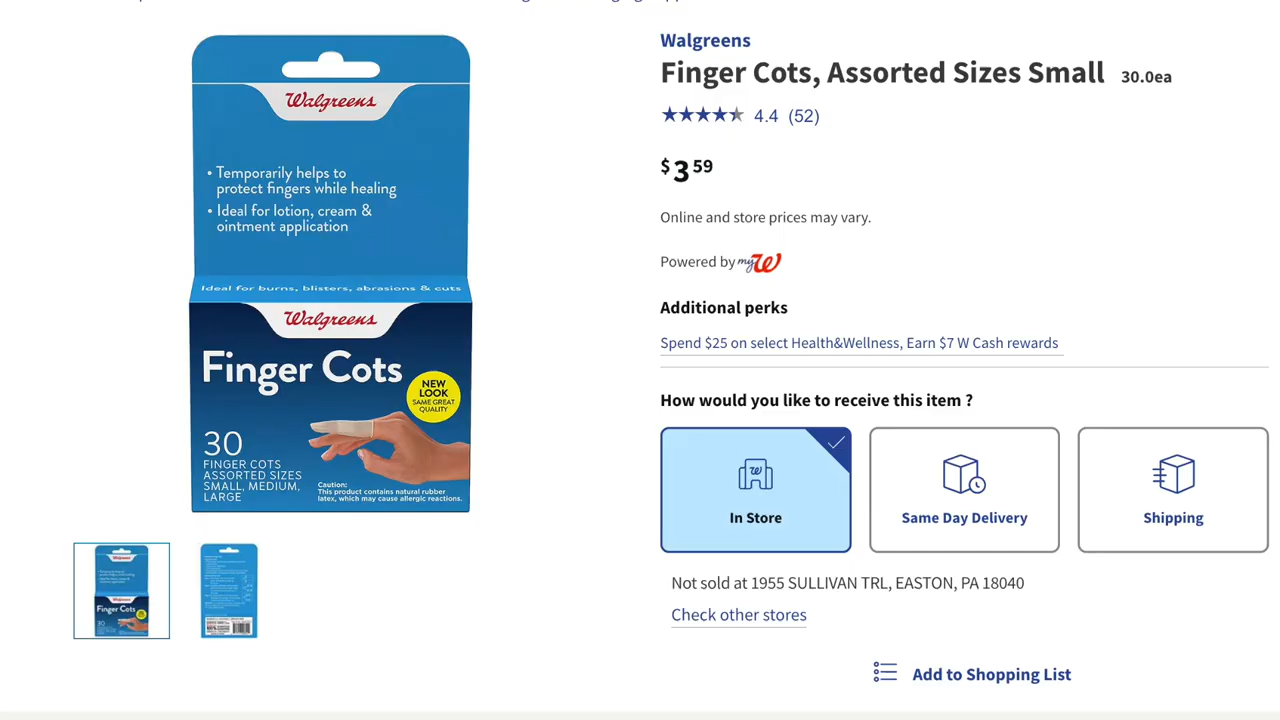 Walgreens
• Temporarily helps to
protect fingers while healing
• Ideal for lotion, cream &
ointment application
Ideal for burns, blisters, abrasions & cuts
Walgreens
Finger Cots
NEW
LOOK
SAME GREAT
QUALITY
30
FINGER COTS
ASSORTED SIZES
SMALL, MEDIUM,
LARGE
Caution:
This product contains natural rubber
latex, which may cause allergic reactions.
Walgreens
Finger Cots, Assorted Sizes Small 30.0ea
4.4 (52)
$3 59
Online and store prices may vary.
Powered by myW
Additional perks
Spend $25 on select Health&Wellness, Earn $7 W Cash rewards
How would you like to receive this item ?
In Store
Same Day Delivery
Shipping
Not sold at 1955 SULLIVAN TRL, EASTON, PA 18040
Check other stores
Add to Shopping List